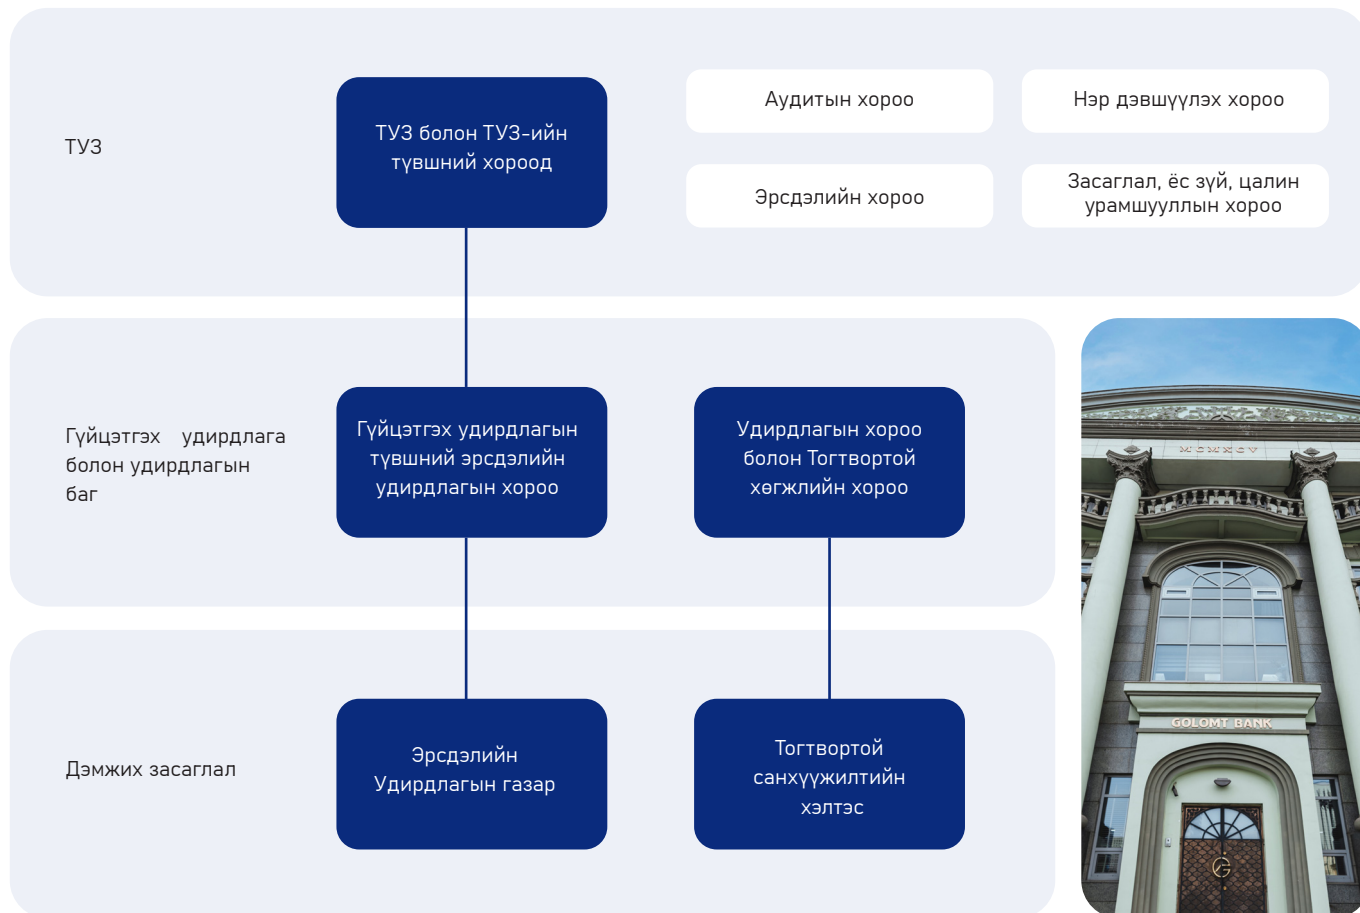 ТУЗ
ТУЗ болон ТУЗ-ийн
түвшний хороод
Аудитын хороо
Нэр дэвшүүлэх хороо
Эрсдэлийн хороо
Засаглал, ёс зүй, цалин
урамшууллын хороо
Гүйцэтгэх удирдлага
болон удирдлагын
баг
Гүйцэтгэх удирдлагын
түвшний эрсдэлийн
удирдлагын хороо
Удирдлагын хороо
болон Тогтвортой
хөгжлийн хороо
MCMXCV
GOLOMT BANK
Дэмжих засаглал
Эрсдэлийн
Удирдлагын газар
Тогтвортой
санхүүжилтийн
хэлтэс